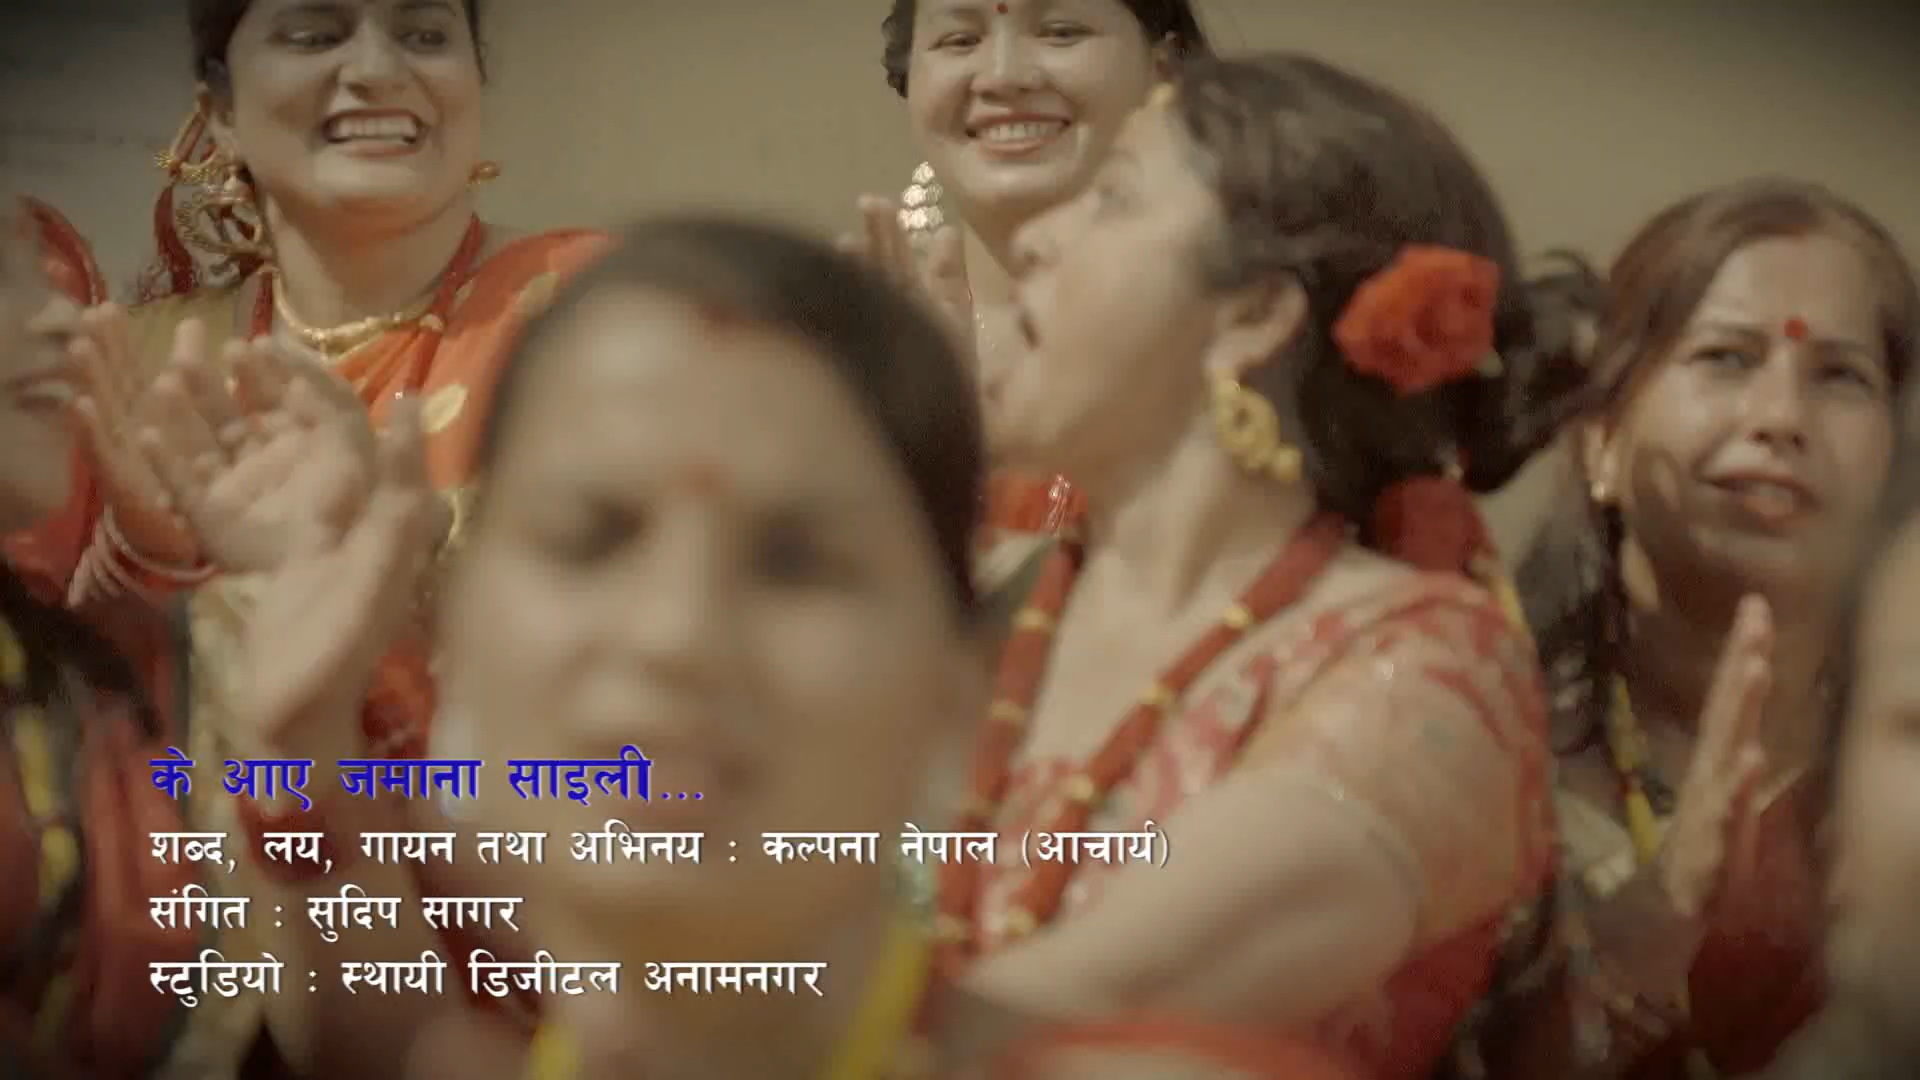 के आए जमाना साइली...
शब्द, लय, गायन तथा अभिनय : कल्पना नेपाल (आचार्य)
संगित : सुदिप सागर
स्टुडियो : स्थायी डिजीटल अनामनगर